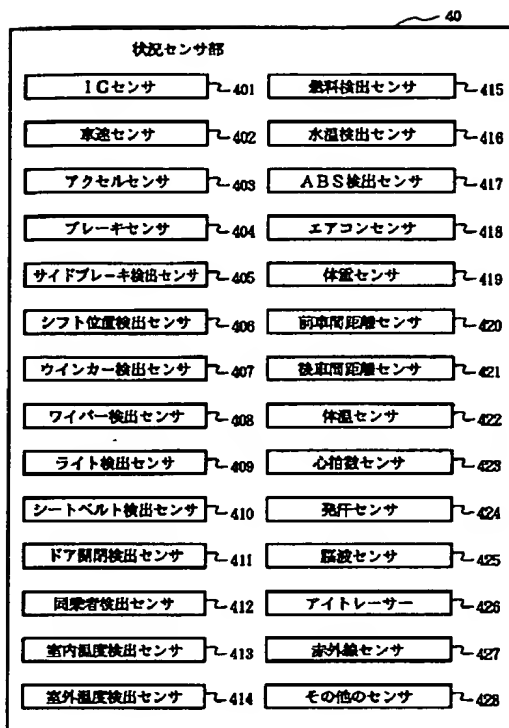 40
状況センサ部
IGセンサ 401
車速センサ 402
アクセルセンサ 403
ブレーキセンサ 404
サイドブレーキ検出センサ 405
シフト位置検出センサ 406
ウインカー検出センサ 407
ワイパー検出センサ 408
ライト検出センサ 409
シートベルト検出センサ 410
ドア開閉検出センサ 411
同乗者検出センサ 412
室内温度検出センサ 413
室外温度検出センサ 414
燃料検出センサ 415
水温検出センサ 416
ABS検出センサ 417
エアコンセンサ 418
体重センサ 419
前車間距離センサ 420
後車間距離センサ 421
体温センサ 422
心拍数センサ 423
発汗センサ 424
脳波センサ 425
アイトレーサー 426
赤外線センサ 427
その他のセンサ 428